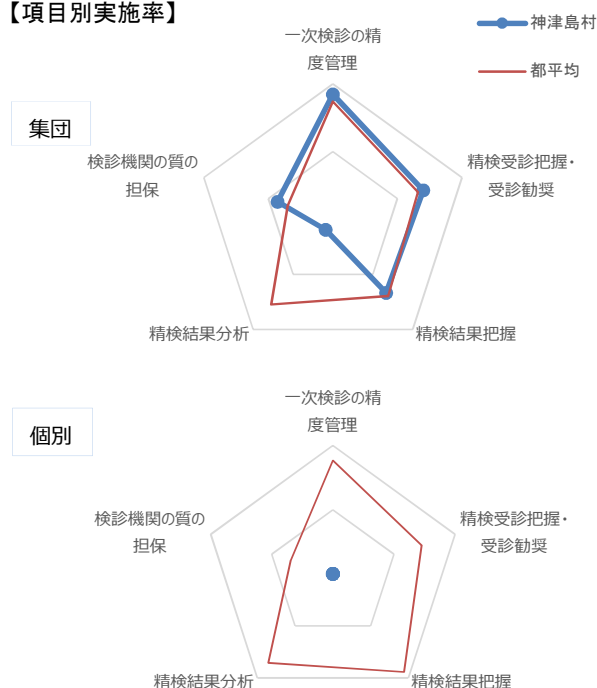 【項目別実施率】
神津島村
都平均
集団
一次検診の精
度管理
精検受診把握・
受診勧奨
精検結果把握
精検結果分析
検診機関の質の
担保
個別
一次検診の精
度管理
精検受診把握・
受診勧奨
精検結果把握
精検結果分析
検診機関の質の
担保